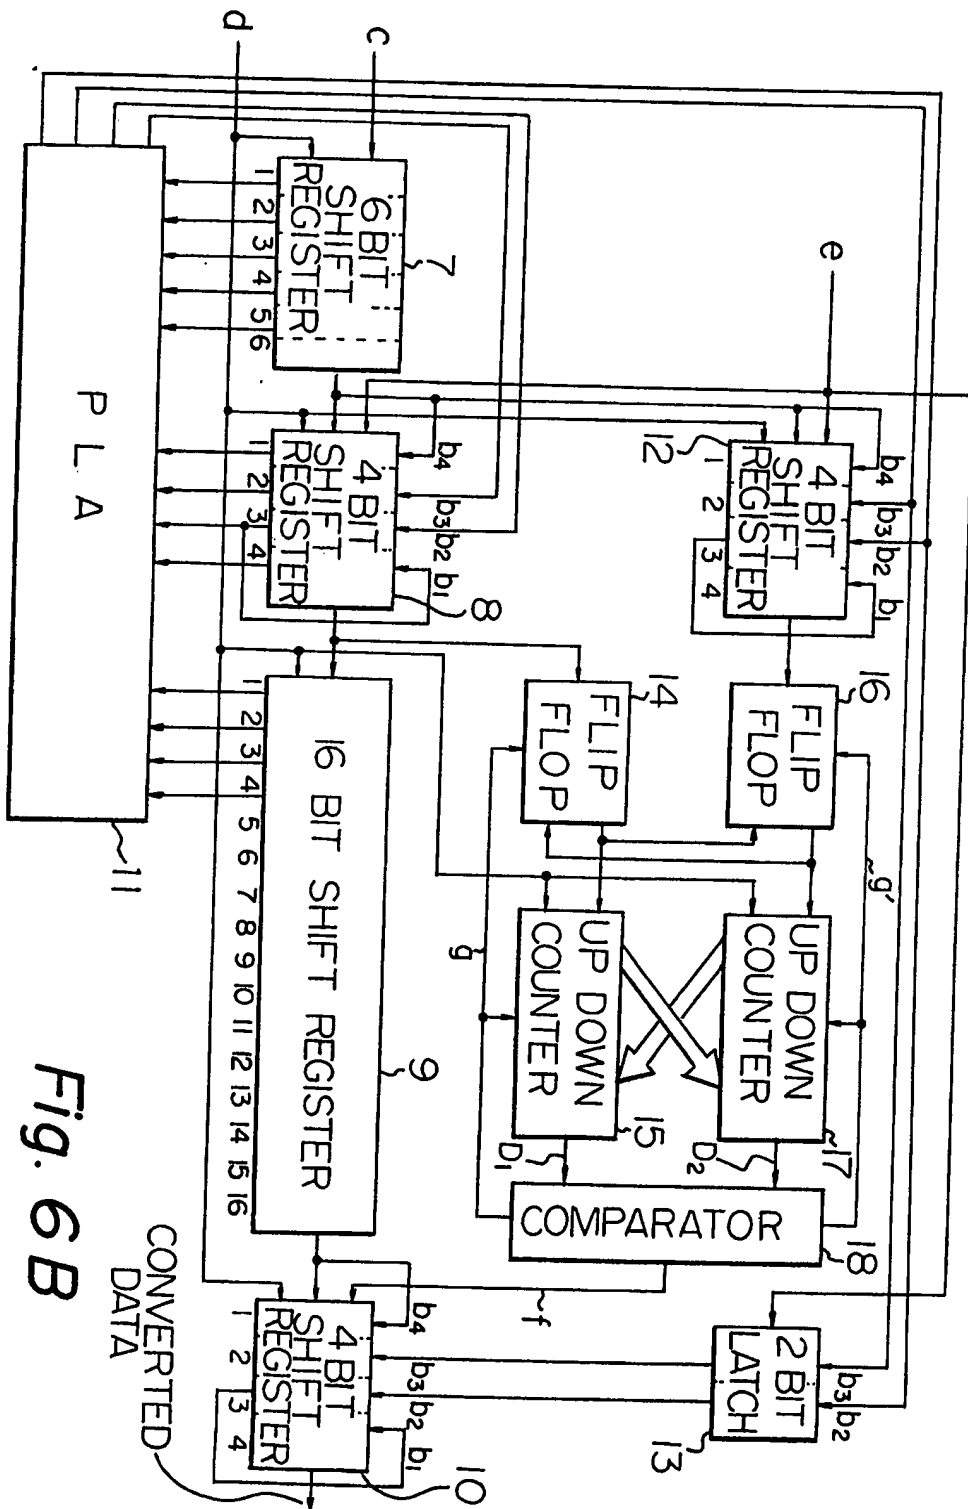 d
c
e
6 BIT
SHIFT
REGISTER
7
1 2 3 4 5 6
4 BIT
SHIFT
REGISTER
8
b4
b3
b2
b1
1 2 3 4
4 BIT
SHIFT
REGISTER
12
b4
b3
b2
b1
1 2 3 4
PLA
11
16 BIT SHIFT REGISTER
9
1 2 3 4 5 6 7 8 9 10 11 12 13 14 15 16
FLIP
FLOP
14
FLIP
FLOP
16
g
g'
UP DOWN
COUNTER
15
UP DOWN
COUNTER
17
D1
D2
COMPARATOR
18
f
2 BIT
LATCH
13
b3
b2
4 BIT
SHIFT
REGISTER
10
b4
b3
b2
b1
1 2 3 4
CONVERTED
DATA
Fig. 6B